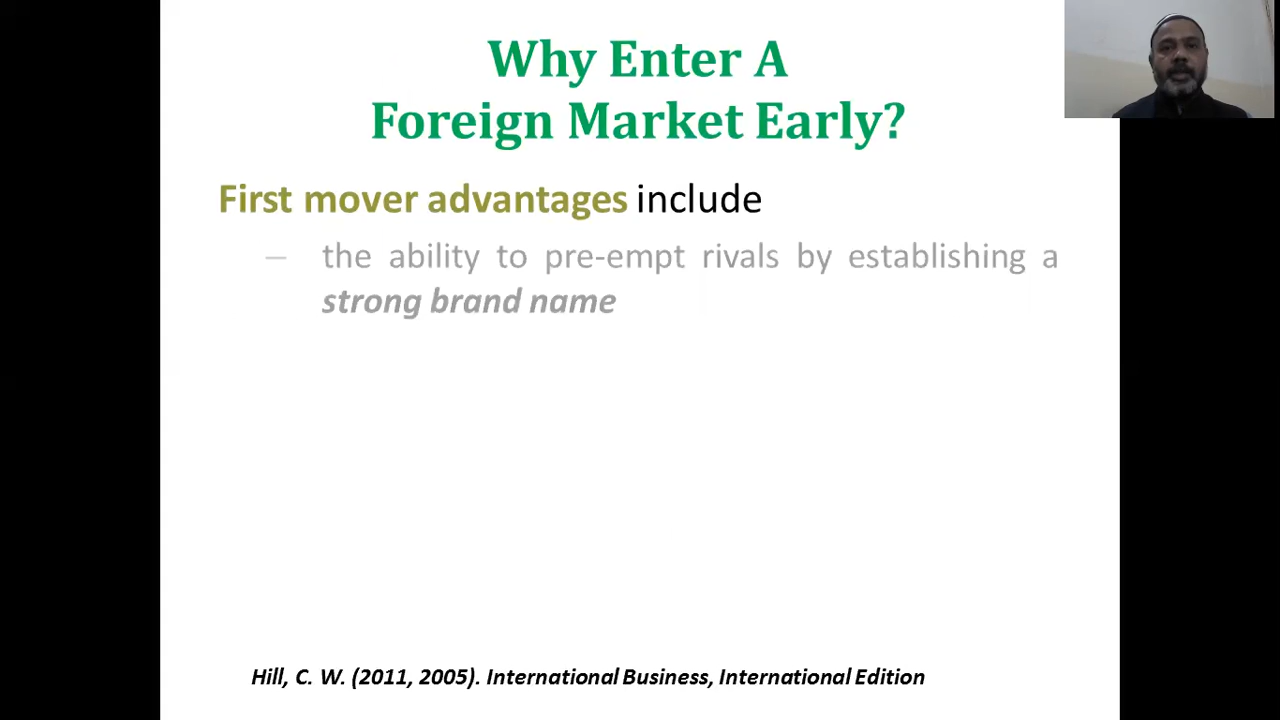 Why Enter A
Foreign Market Early?
First mover advantages include
– the ability to pre-empt rivals by establishing a
strong brand name
Hill, C. W. (2011, 2005). International Business, International Edition